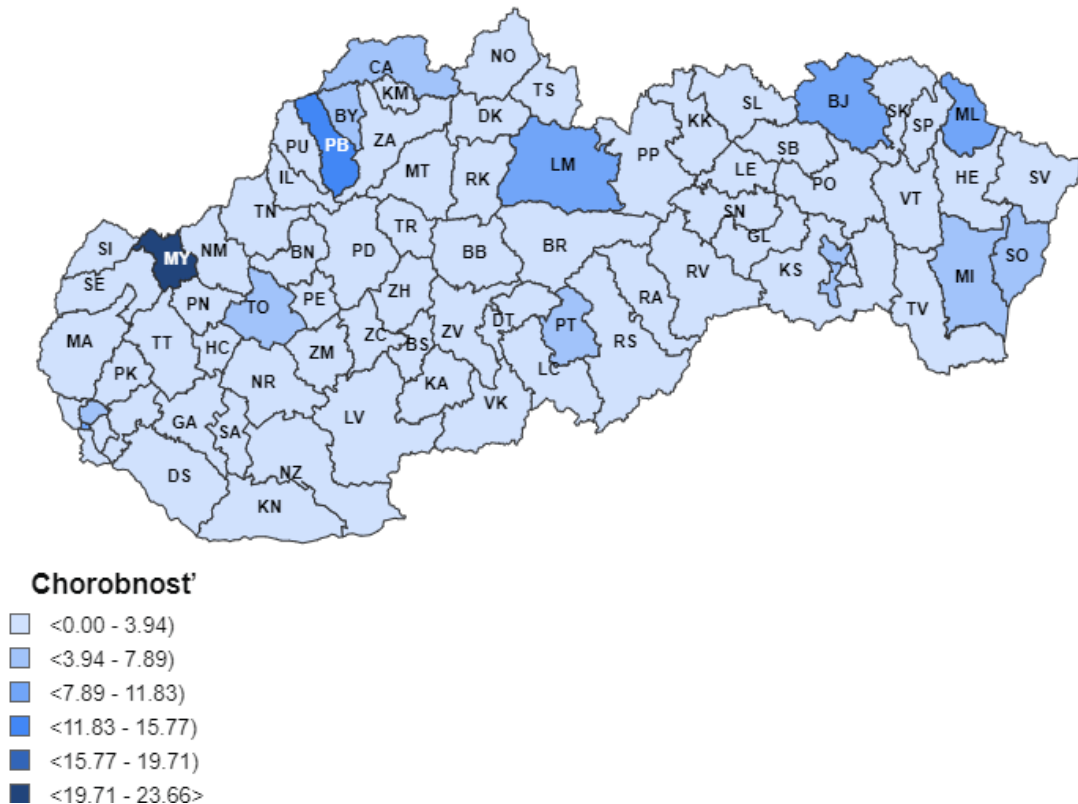 NO
CA
KM
TS
BY
DK
PU
PB
ZA
MT
RK
LM
PP
KK
SL
BJ
SK
SP
ML
SB
LE
PO
HE
SV
VT
IL
TN
TR
SN
GL
SI
MY
NM
BN
PD
BB
BR
RV
KS
MI
SO
SE
PN
TO
PE
ZH
RA
TV
MA
TT
HC
ZM
ZC
BS
ZV
DT
PT
RS
PK
NR
KA
LC
VK
GA
SA
LV
DS
NZ
KN
Chorobnosť
<0.00 - 3.94)
<3.94 - 7.89)
<7.89 - 11.83)
<11.83 - 15.77)
<15.77 - 19.71)
<19.71 - 23.66>